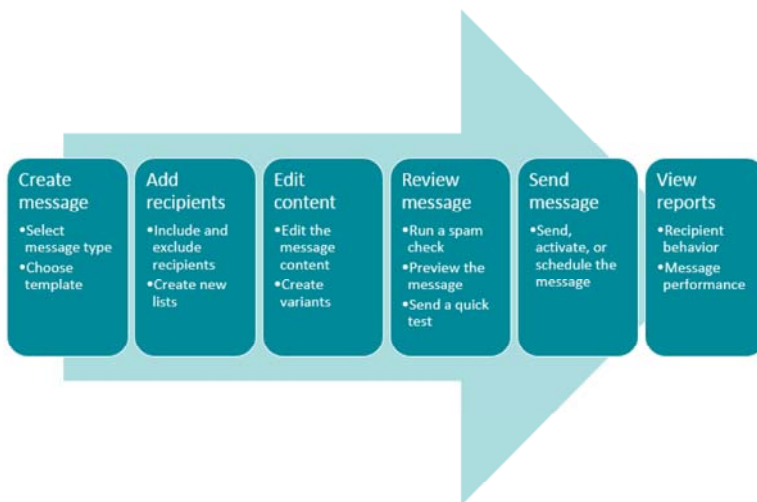 Create
message
•Select
message type
•Choose
template
Add
recipients
•Include and
exclude
recipients
•Create new
lists
Edit
content
•Edit the
message
content
•Create
variants
Review
message
•Run a spam
check
•Preview the
message
•Send a quick
test
Send
message
•Send,
activate, or
schedule the
message
View
reports
•Recipient
behavior
•Message
performance